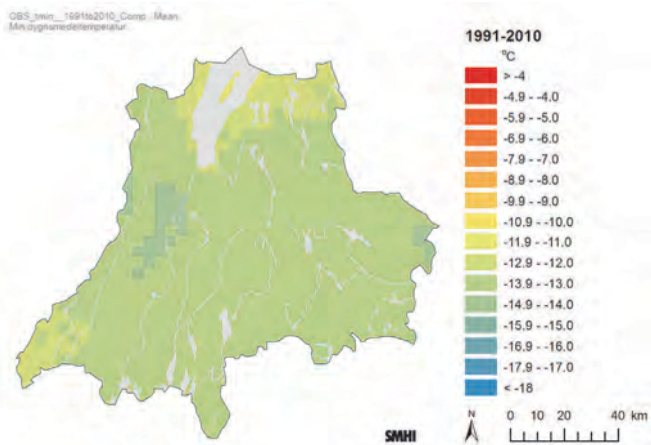 OBS_tmin__1991to2010_Comp. Mean
Min.dygnsmedeltemperatur.
1991-2010
°C
> -4
-4.9 - -4.0
-5.9 - -5.0
-6.9 - -6.0
-7.9 - -7.0
-8.9 - -8.0
-9.9 - -9.0
-10.9 - -10.0
-11.9 - -11.0
-12.9 - -12.0
-13.9 - -13.0
-14.9 - -14.0
-15.9 - -15.0
-16.9 - -16.0
-17.9 - -17.0
< -18
SMHI
N
0 10 20 40 km